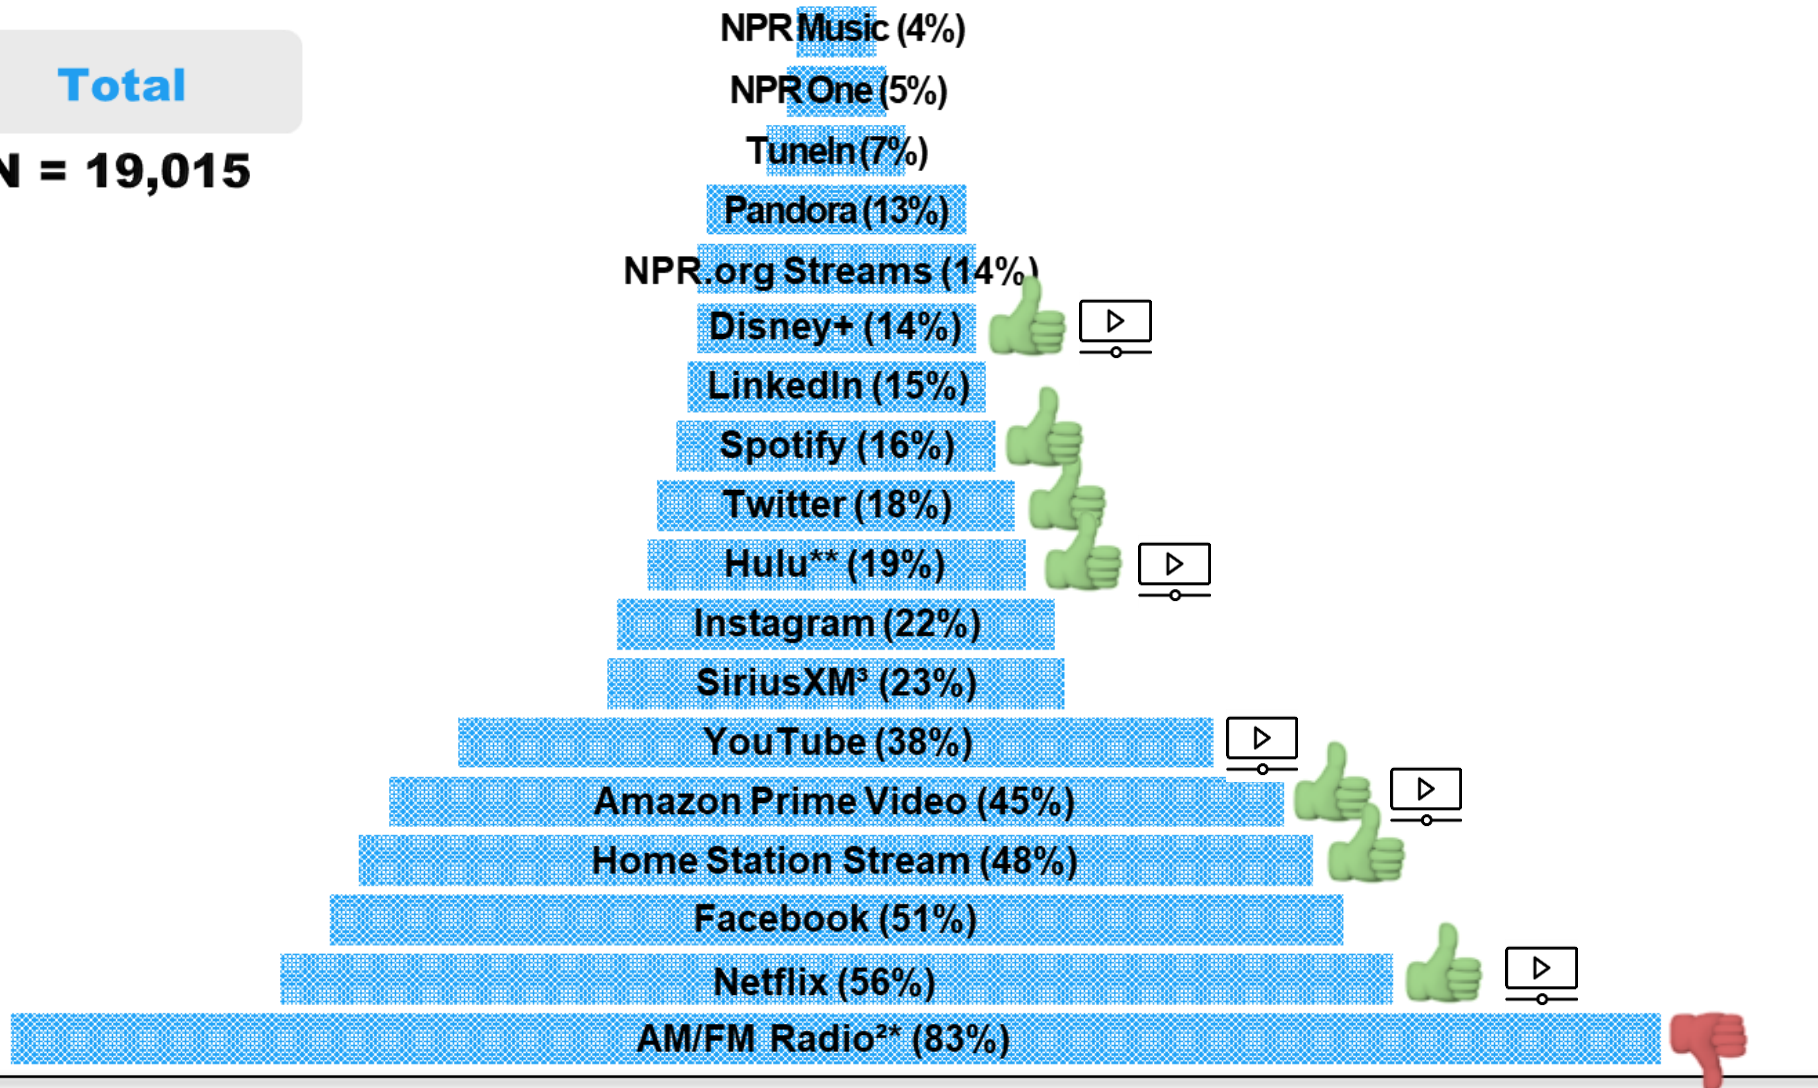 Total
N = 19,015
NPR Music (4%)
NPR One (5%)
TuneIn (7%)
Pandora (13%)
NPR.org Streams (14%)
Disney+ (14%)
LinkedIn (15%)
Spotify (16%)
Twitter (18%)
Hulu** (19%)
Instagram (22%)
SiriusXM³ (23%)
YouTube (38%)
Amazon Prime Video (45%)
Home Station Stream (48%)
Facebook (51%)
Netflix (56%)
AM/FM Radio²* (83%)